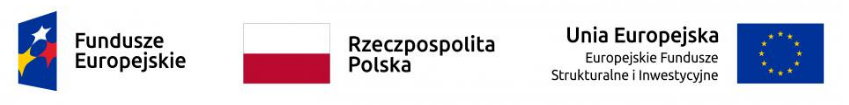 Fundusze
Europejskie
Rzeczpospolita
Polska
Unia Europejska
Europejskie Fundusze
Strukturalne i Inwestycyjne